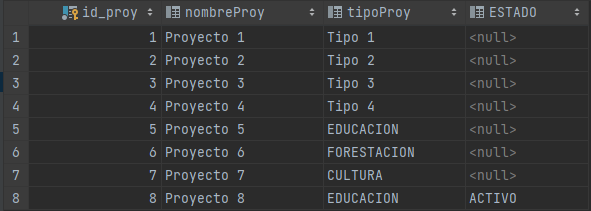 id_proy nombreProy tipoProy ESTADO
1 1 Proyecto 1 Tipo 1 <null>
2 2 Proyecto 2 Tipo 2 <null>
3 3 Proyecto 3 Tipo 3 <null>
4 4 Proyecto 4 Tipo 4 <null>
5 5 Proyecto 5 EDUCACION <null>
6 6 Proyecto 6 FORESTACION <null>
7 7 Proyecto 7 CULTURA <null>
8 8 Proyecto 8 EDUCACION ACTIVO